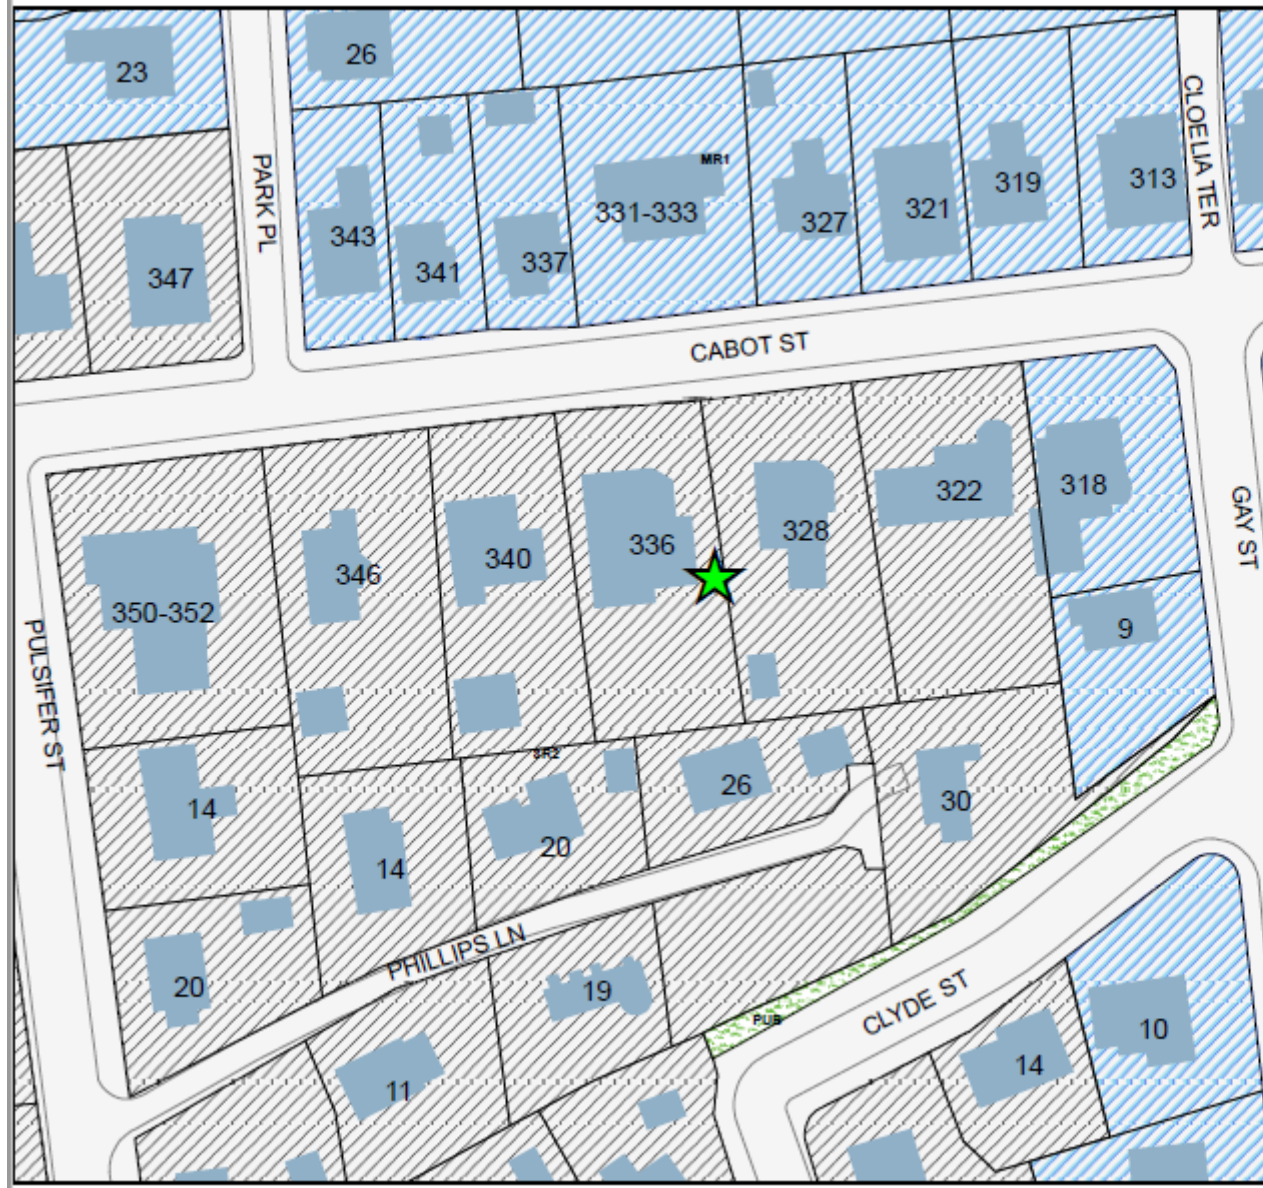 26
23
CLOELIA TER
PARK PL
MR1
319
313
321
331-333
327
343
337
341
347
CABOT ST
318
322
GAY ST
328
336
340
346
350-352
9
PULSIFER ST
SR2
26
30
14
20
14
PHILLIPS LN
20
19
CLYDE ST
PUB
10
14
11